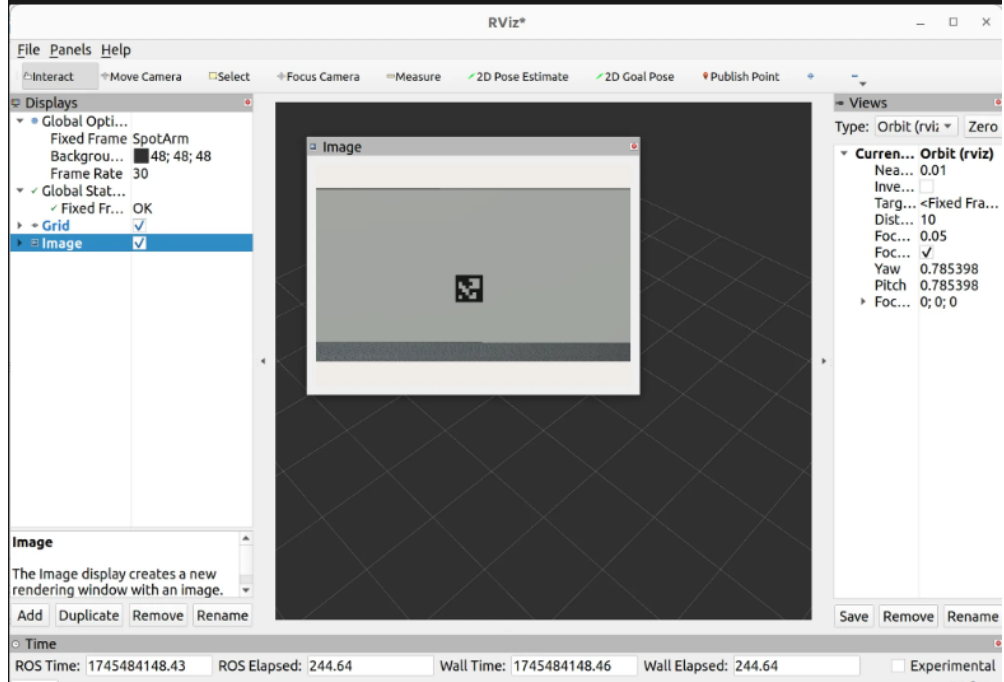 RViz*
File Panels Help
Interact Move Camera Select Focus Camera Measure 2D Pose Estimate 2D Goal Pose Publish Point
Displays
Global Opti...
Fixed Frame SpotArm
Backgrou... 48; 48; 48
Frame Rate 30
Global Stat...
Fixed Fr... OK
Grid
Image
Image
The Image display creates a new
rendering window with an image.
Add Duplicate Remove Rename
Image
Views
Type: Orbit (rviz Zero
Curren... Orbit (rviz)
Nea... 0.01
Inve...
Targ... <Fixed Fra...
Dist... 10
Foc... 0.05
Foc...
Yaw 0.785398
Pitch 0.785398
Foc... 0; 0; 0
Save Remove Rename
Time
ROS Time: 1745484148.43 ROS Elapsed: 244.64 Wall Time: 1745484148.46 Wall Elapsed: 244.64 Experimental